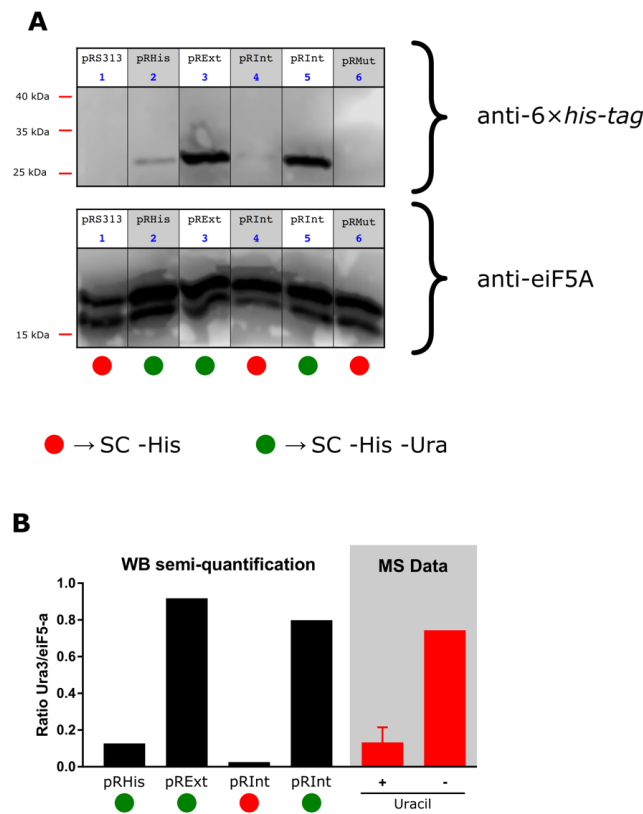 A
pRS313 pRHis pRExt pRInt pRInt pRMut
1 2 3 4 5 6
40 kDa
35 kDa
25 kDa
anti-6×his-tag
pRS313 pRHis pRExt pRInt pRInt pRMut
1 2 3 4 5 6
anti-eiF5A
15 kDa
→ SC -His → SC -His -Ura
B
WB semi-quantification MS Data
Ratio Ura3/eiF5-a
1.0
0.8
0.6
0.4
0.2
0.0
pRHis pRExt pRInt pRInt + -
Uracil